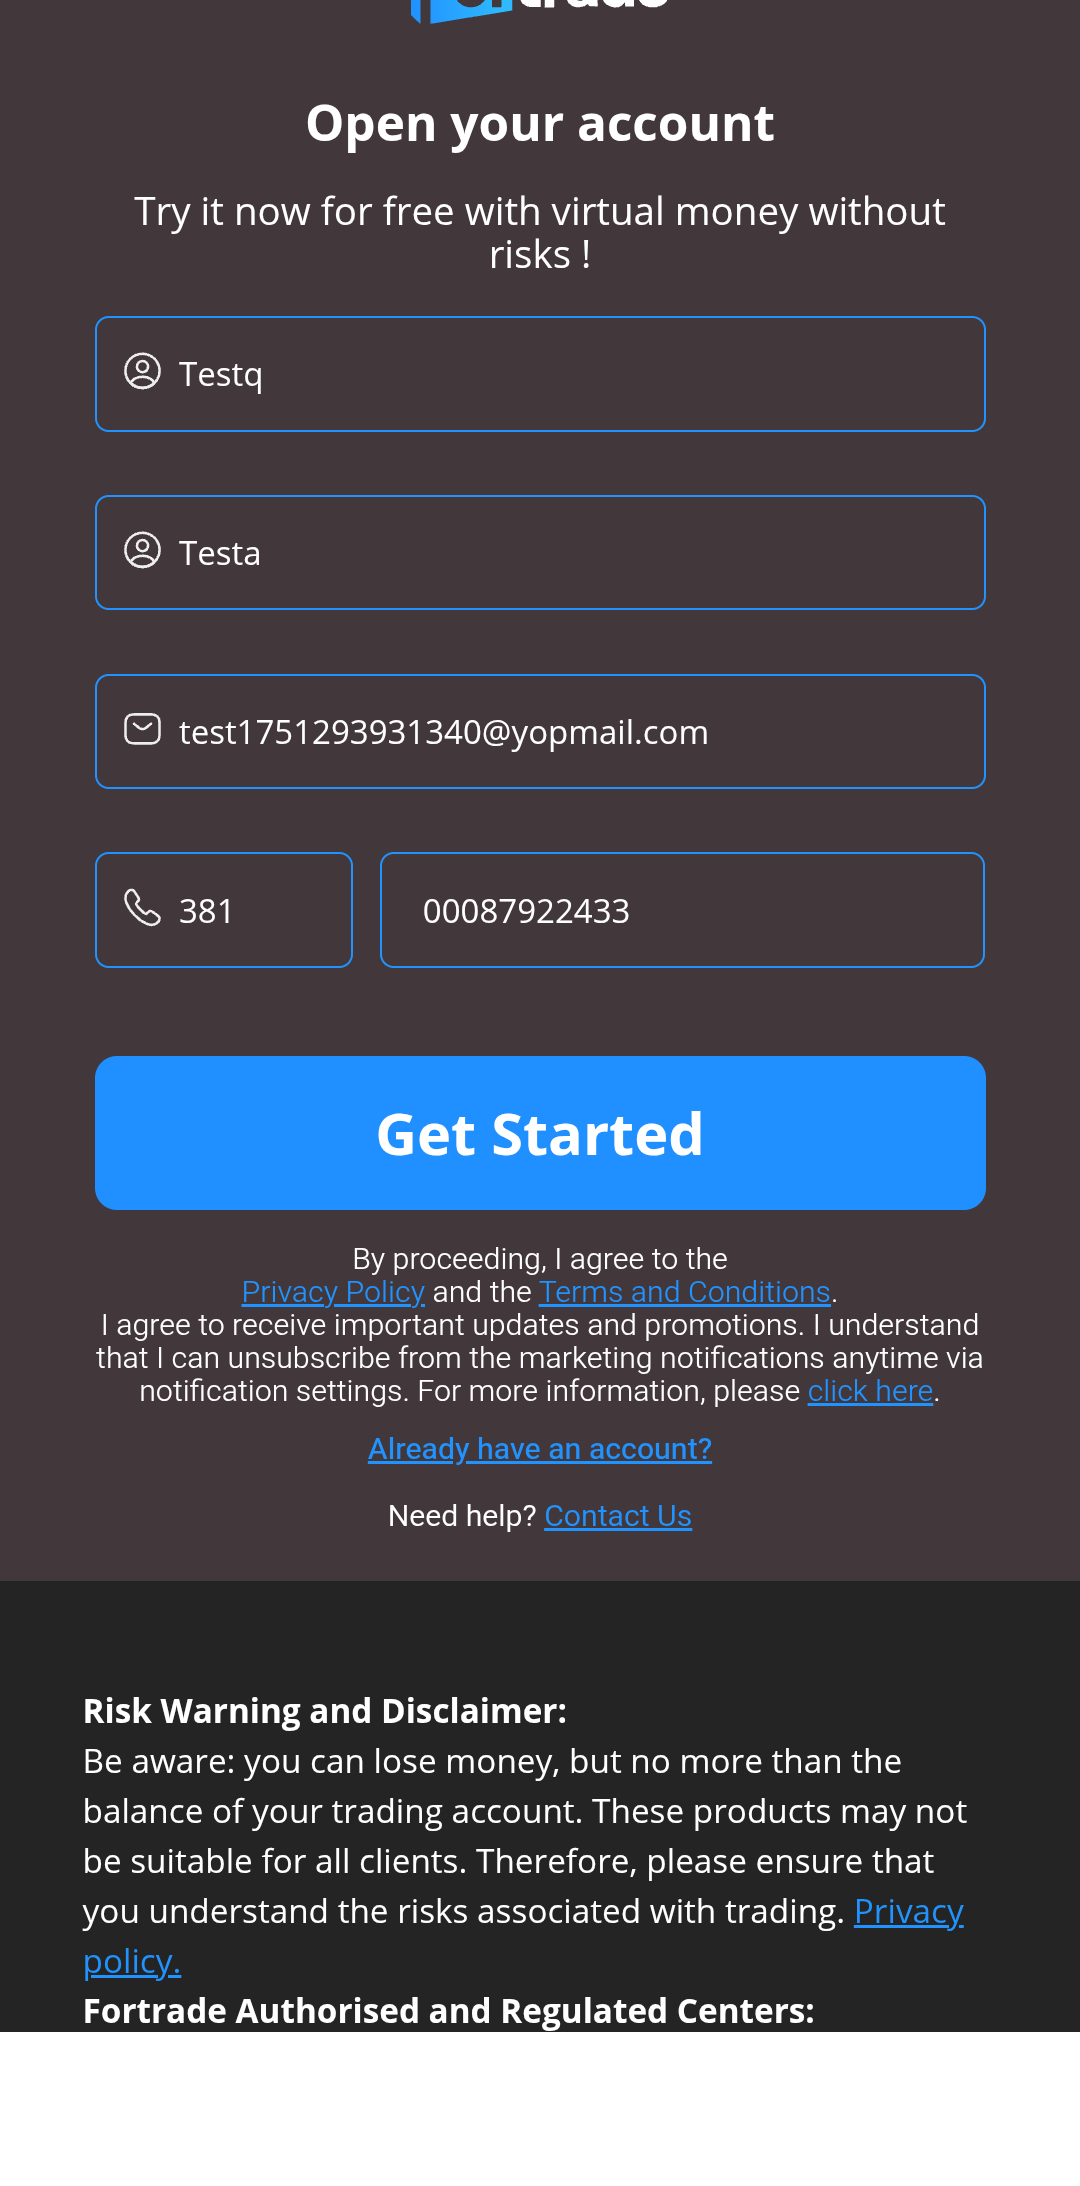 Open your account
Try it now for free with virtual money without
risks !
Testq
Testa
test1751293931340@yopmail.com
381
00087922433
Get Started
By proceeding, I agree to the
Privacy Policy and the Terms and Conditions.
I agree to receive important updates and promotions. I understand
that I can unsubscribe from the marketing notifications anytime via
notification settings. For more information, please click here.
Already have an account?
Need help? Contact Us
Risk Warning and Disclaimer:
Be aware: you can lose money, but no more than the
balance of your trading account. These products may not
be suitable for all clients. Therefore, please ensure that
you understand the risks associated with trading. Privacy
policy.
Fortrade Authorised and Regulated Centers: